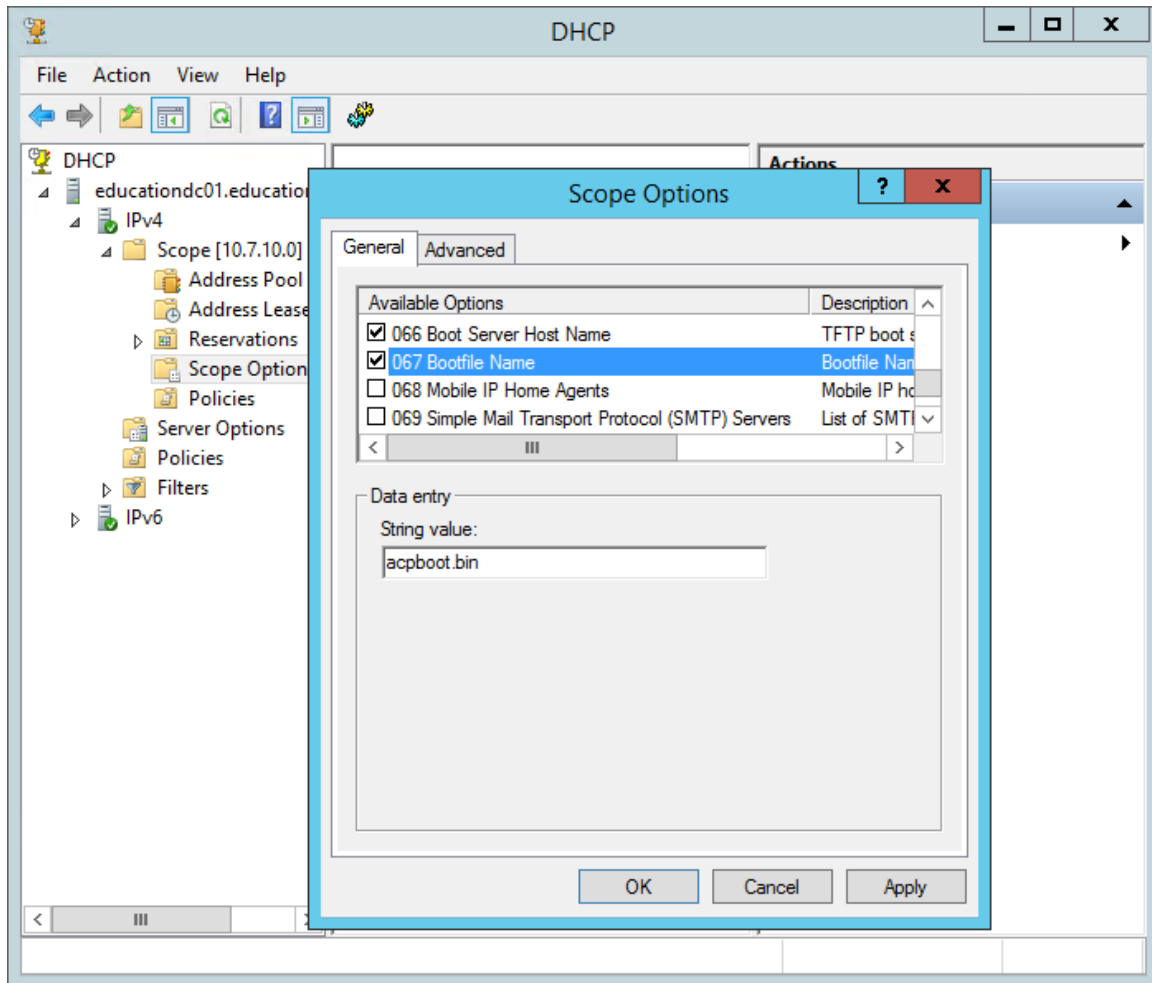 DHCP
File Action View Help
DHCP
educationdc01.education
IPv4
Scope [10.7.10.0]
Address Pool
Address Lease
Reservations
Scope Option
Policies
Server Options
Policies
Filters
IPv6
Actions
Scope Options
?
x
General Advanced
Available Options Description
066 Boot Server Host Name TFTP boot s
067 Bootfile Name Bootfile Nam
068 Mobile IP Home Agents Mobile IP ho
069 Simple Mail Transport Protocol (SMTP) Servers List of SMT
Data entry
String value:
acpboot.bin
OK Cancel Apply